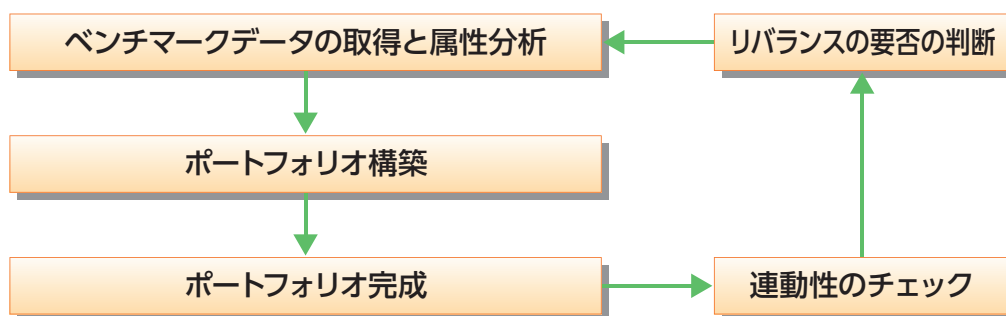 ベンチマークデータの取得と属性分析
リバランスの要否の判断
ポートフォリオ構築
ポートフォリオ完成
連動性のチェック